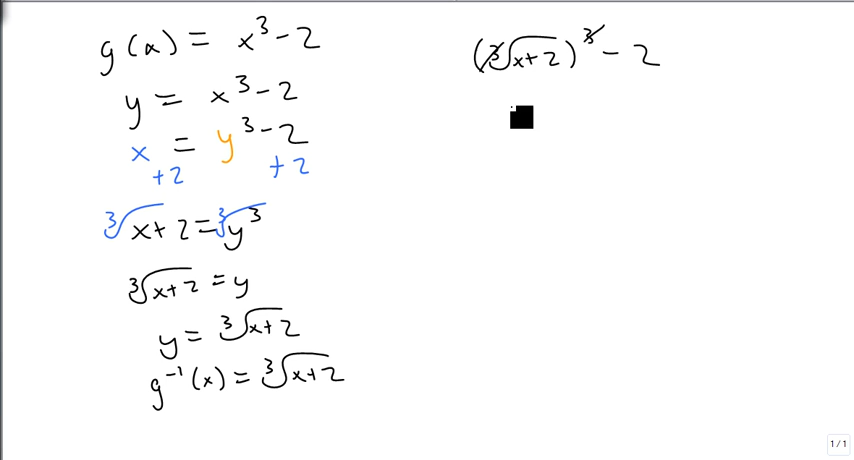 g(x) = x³ - 2
y = x³ - 2
x = y³ - 2
+2 +2
∛x+2 = ∛y³
∛x+2 = y
y = ∛x+2
g⁻¹(x) = ∛x+2
(∛x+2)³ - 2
1 / 1